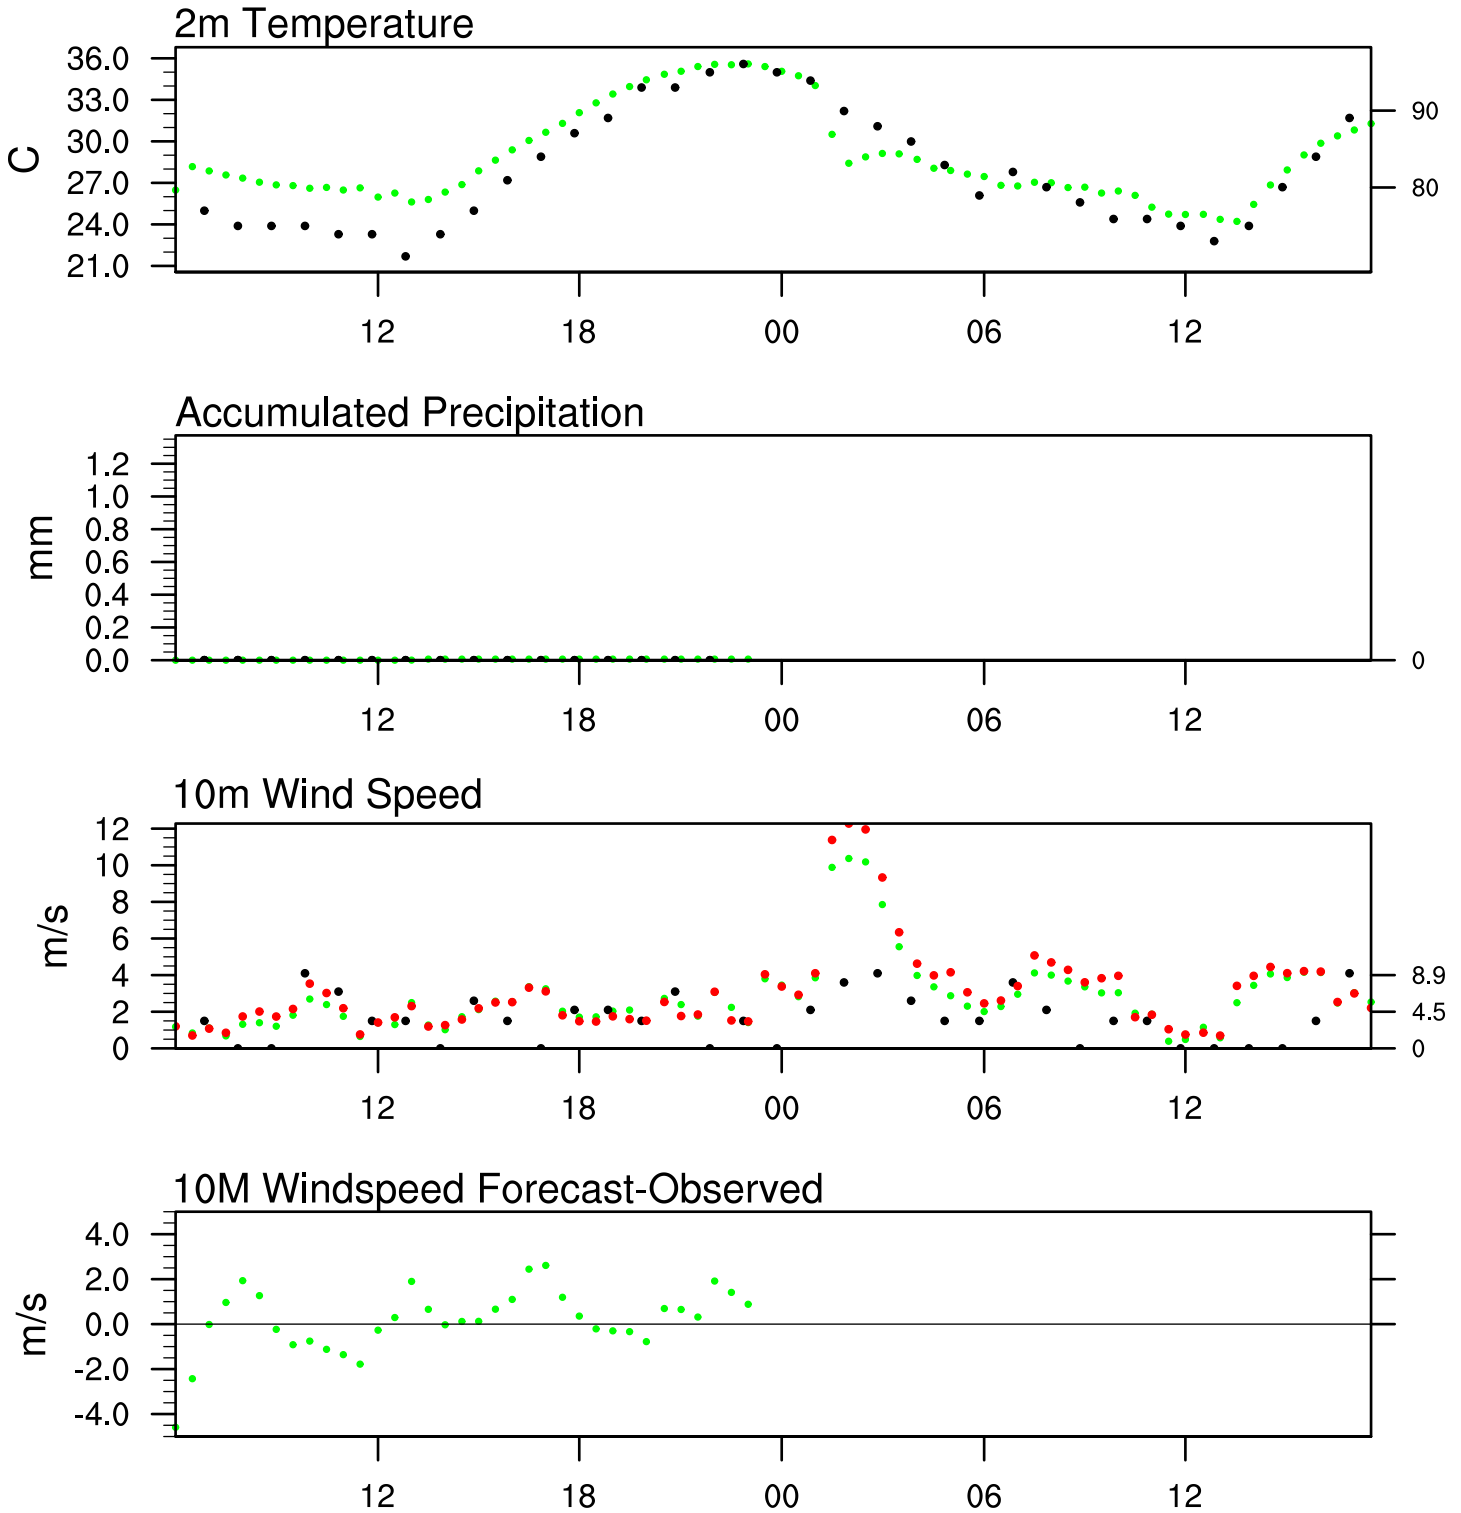 2m Temperature
36.0
33.0
30.0
27.0
24.0
21.0
C
90
80
12 18 00 06 12
Accumulated Precipitation
1.2
1.0
0.8
0.6
0.4
0.2
0.0
mm
0
12 18 00 06 12
10m Wind Speed
12
10
8
6
4
2
0
m/s
8.9
4.5
0
12 18 00 06 12
10M Windspeed Forecast-Observed
4.0
2.0
0.0
-2.0
-4.0
m/s
12 18 00 06 12